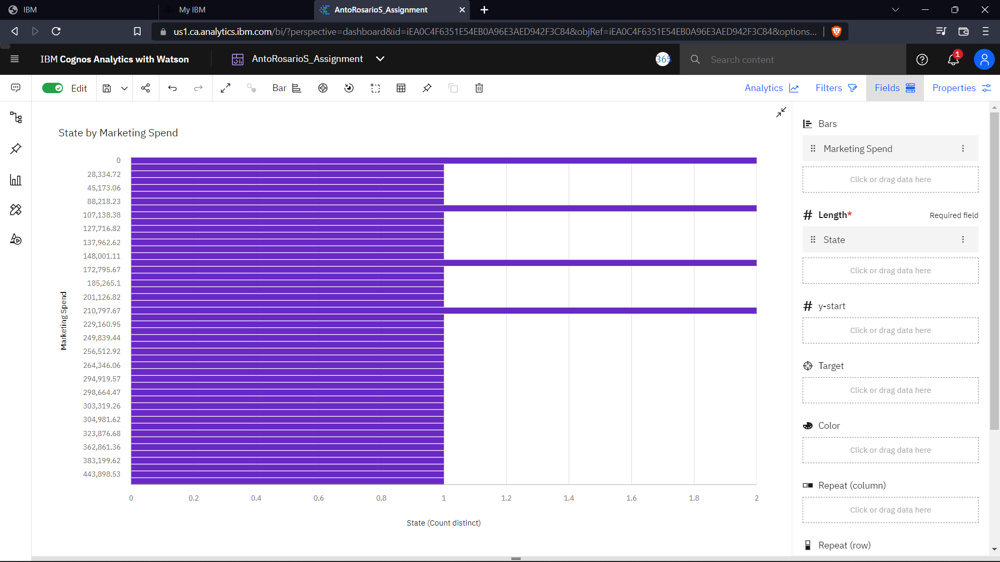 IBM
My IBM
AntoRosarioS_Assignment
us1.ca.analytics.ibm.com/bi/?perspective=dashboard&id=iEA0C4F6351E54EB0A96E3AED942F3C84&objRef=iEA0C4F6351E54EB0A96E3AED942F3C84&options...
IBM Cognos Analytics with Watson
AntoRosarioS_Assignment
365
Search content
1
Edit
Bar
Analytics
Filters
Fields
Properties
State by Marketing Spend
Marketing Spend
0
28,334.72
45,173.06
88,218.23
107,138.38
127,716.82
137,962.62
148,001.11
172,795.67
185,265.1
201,126.82
210,797.67
229,160.95
249,839.44
256,512.92
264,346.06
294,919.57
298,664.47
303,319.26
304,981.62
323,876.68
362,861.36
383,199.62
443,898.53
0 0.2 0.4 0.6 0.8 1 1.2 1.4 1.6 1.8 2
State (Count distinct)
Bars
Marketing Spend
Click or drag data here
# Length* Required field
State
Click or drag data here
# y-start
Click or drag data here
Target
Click or drag data here
Color
Click or drag data here
Repeat (column)
Click or drag data here
Repeat (row)